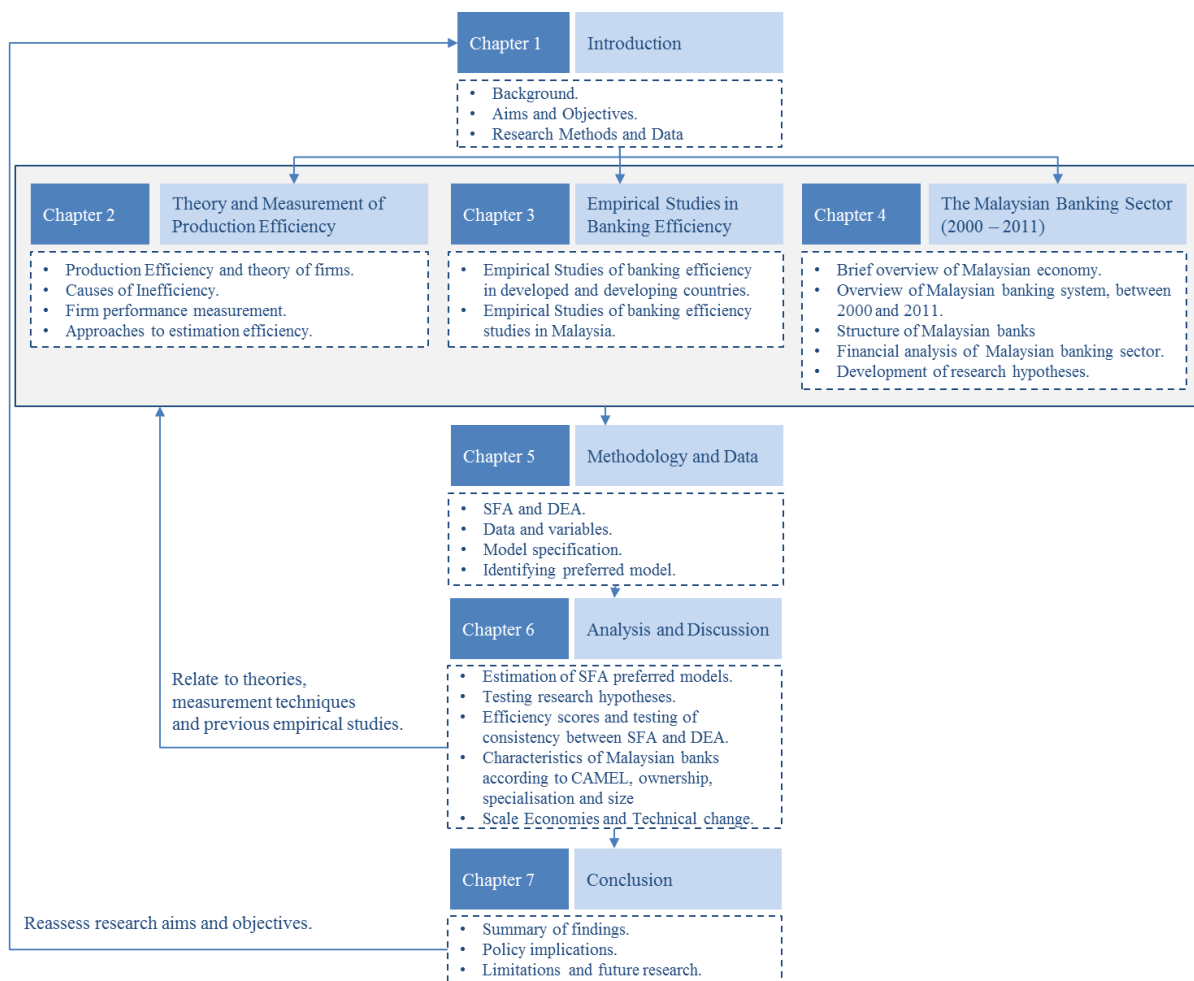 Chapter 1
Introduction
• Background.
• Aims and Objectives.
• Research Methods and Data
Chapter 2
Theory and Measurement of
Production Efficiency
• Production Efficiency and theory of firms.
• Causes of Inefficiency.
• Firm performance measurement.
• Approaches to estimation efficiency.
Chapter 3
Empirical Studies in
Banking Efficiency
• Empirical Studies of banking efficiency
in developed and developing countries.
• Empirical Studies of banking efficiency
studies in Malaysia.
Chapter 4
The Malaysian Banking Sector
(2000 – 2011)
• Brief overview of Malaysian economy.
• Overview of Malaysian banking system, between
2000 and 2011.
• Structure of Malaysian banks
• Financial analysis of Malaysian banking sector.
• Development of research hypotheses.
Chapter 5
Methodology and Data
• SFA and DEA.
• Data and variables.
• Model specification.
• Identifying preferred model.
Chapter 6
Analysis and Discussion
• Estimation of SFA preferred models.
• Testing research hypotheses.
• Efficiency scores and testing of
consistency between SFA and DEA.
• Characteristics of Malaysian banks
according to CAMEL, ownership,
specialisation and size
• Scale Economies and Technical change.
Relate to theories,
measurement techniques
and previous empirical studies.
Chapter 7
Conclusion
• Summary of findings.
• Policy implications.
• Limitations and future research.
Reassess research aims and objectives.